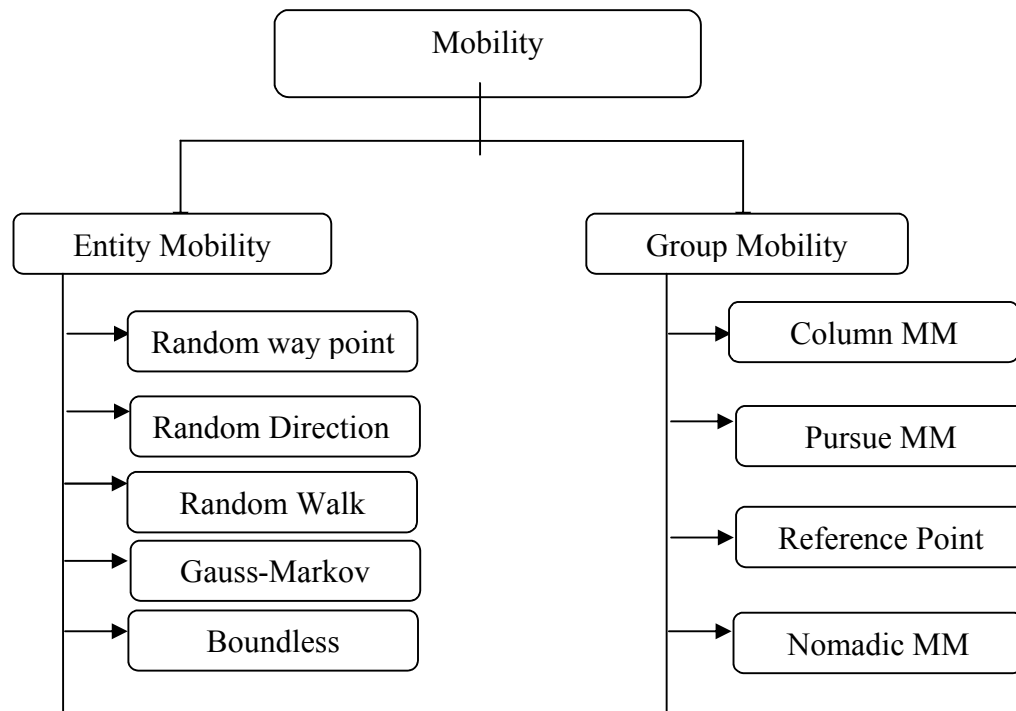 Mobility
Entity Mobility
Random way point
Random Direction
Random Walk
Gauss-Markov
Boundless
Group Mobility
Column MM
Pursue MM
Reference Point
Nomadic MM